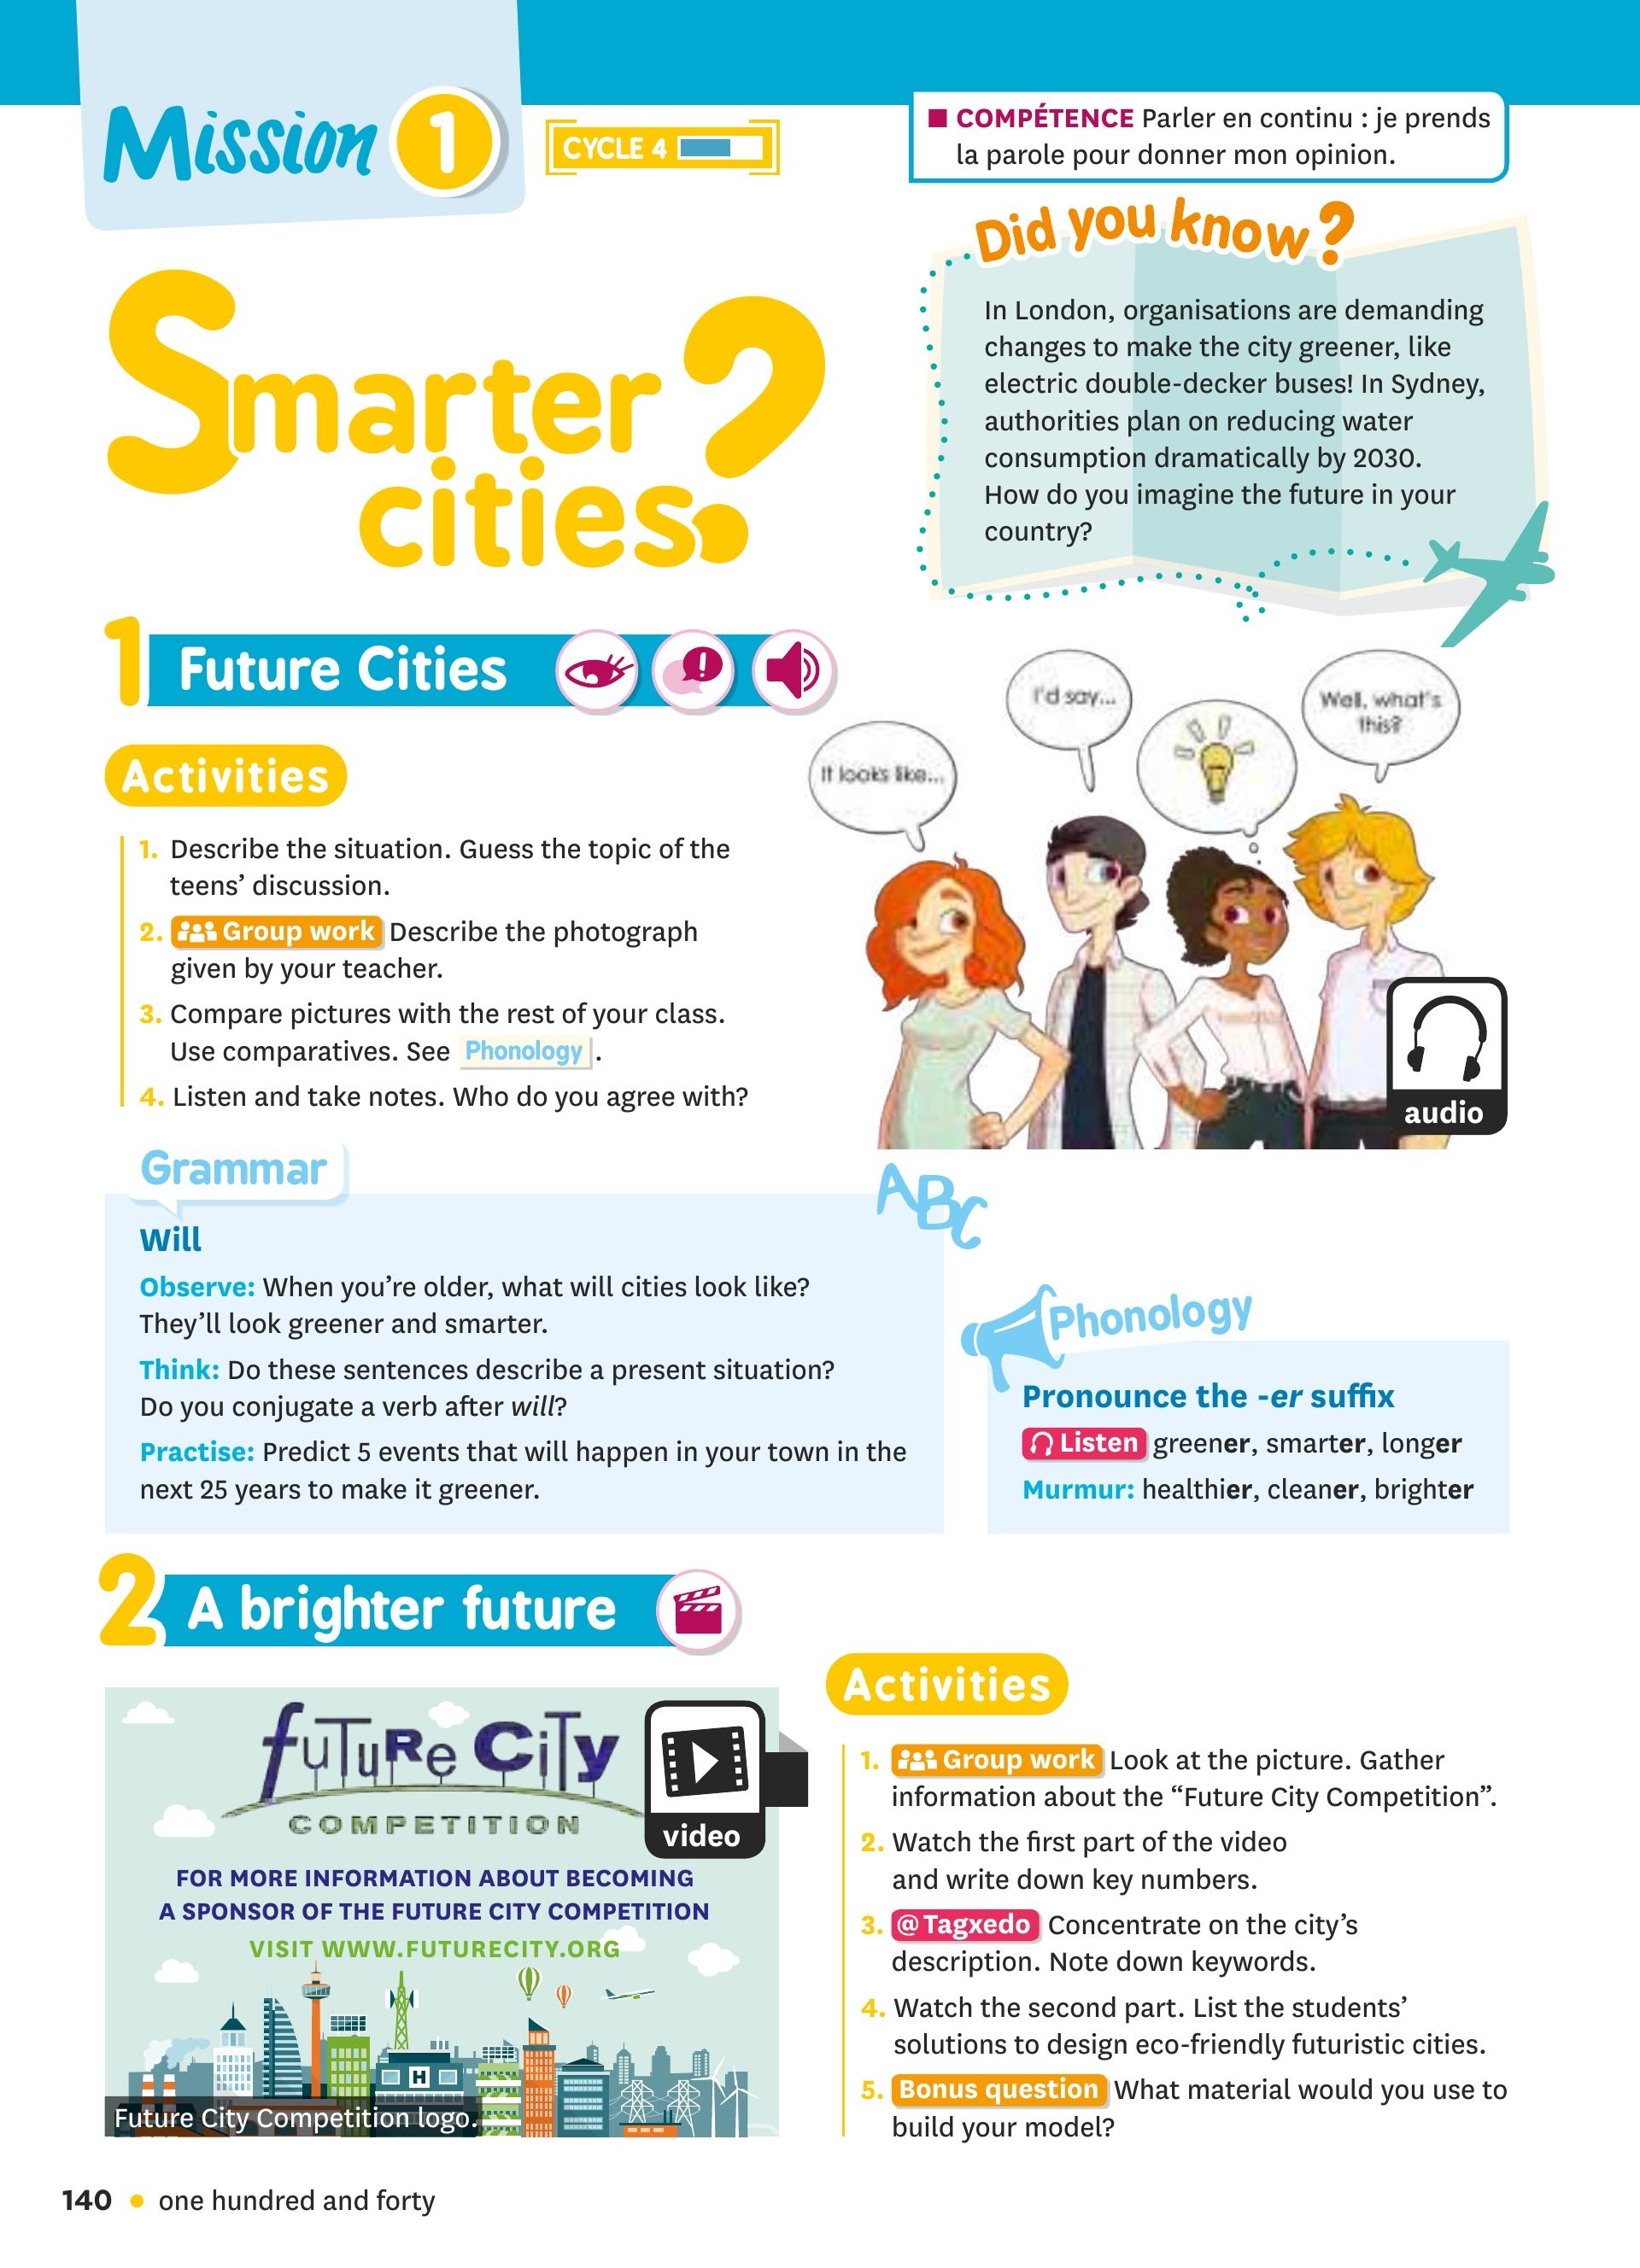 Mission 1
CYCLE 4
COMPÉTENCE Parler en continu : je prends
la parole pour donner mon opinion.
Smarter
cities?
Did you know?
In London, organisations are demanding
changes to make the city greener, like
electric double-decker buses! In Sydney,
authorities plan on reducing water
consumption dramatically by 2030.
How do you imagine the future in your
country?
1 Future Cities
!
Activities
1. Describe the situation. Guess the topic of the
teens’ discussion.
2. Group work Describe the photograph
given by your teacher.
3. Compare pictures with the rest of your class.
Use comparatives. See Phonology .
4. Listen and take notes. Who do you agree with?
It looks like...
I'd say...
Well, what's
this?
audio
Grammar
ABC
Will
Observe: When you’re older, what will cities look like?
They’ll look greener and smarter.
Think: Do these sentences describe a present situation?
Do you conjugate a verb after will?
Practise: Predict 5 events that will happen in your town in the
next 25 years to make it greener.
Phonology
Pronounce the -er suffix
Listen greener, smarter, longer
Murmur: healthier, cleaner, brighter
2 A brighter future
fuTuRe CiTy
COMPETITION
video
FOR MORE INFORMATION ABOUT BECOMING
A SPONSOR OF THE FUTURE CITY COMPETITION
VISIT WWW.FUTURECITY.ORG
H
Future City Competition logo.
Activities
1. Group work Look at the picture. Gather
information about the “Future City Competition”.
2. Watch the first part of the video
and write down key numbers.
3. @Tagxedo Concentrate on the city’s
description. Note down keywords.
4. Watch the second part. List the students’
solutions to design eco-friendly futuristic cities.
5. Bonus question What material would you use to
build your model?
140 • one hundred and forty